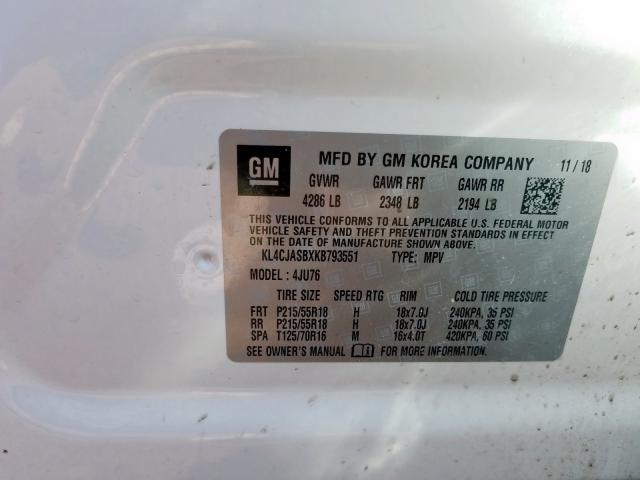 GM MFD BY GM KOREA COMPANY 11/18
GVWR GAWR FRT GAWR RR
4286 LB 2348 LB 2194 LB
THIS VEHICLE CONFORMS TO ALL APPLICABLE U.S. FEDERAL MOTOR
VEHICLE SAFETY AND THEFT PREVENTION STANDARDS IN EFFECT
ON THE DATE OF MANUFACTURE SHOWN ABOVE.
KL4CJASBXKB793551 TYPE: MPV
MODEL: 4JU76
TIRE SIZE SPEED RTG RIM COLD TIRE PRESSURE
FRT P215/55R18 H 18x7.0J 240KPA, 35 PSI
RR P215/55R18 H 18x7.0J 240KPA, 35 PSI
SPA T125/70R16 M 16x4.0T 420KPA, 60 PSI
SEE OWNER'S MANUAL FOR MORE INFORMATION